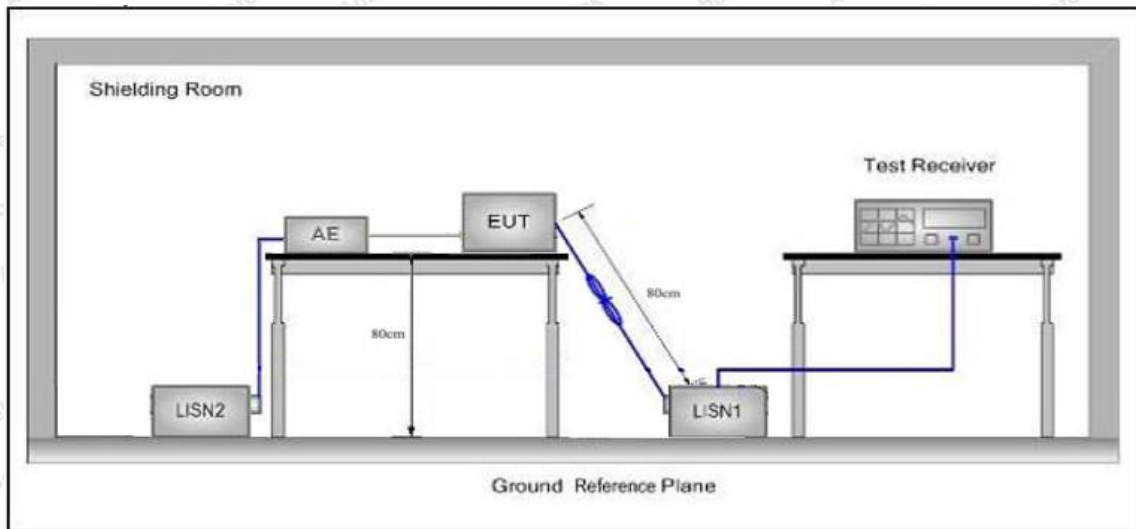 Shielding Room
Test Receiver
EUT
AE
80cm
80cm
LISN2
LISN1
Ground Reference Plane